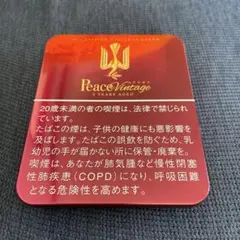 Peace Vintage
20歳未満の者の喫煙は、法律で禁じられ
ています。
たばこの煙は、子供の健康にも悪影響を
及ぼします。たばこの誤飲を防ぐため、乳
幼児の手が届かない所に保管・廃棄を。
喫煙は、あなたが肺気腫など慢性閉塞
性肺疾患（COPD）になり、呼吸困難
となる危険性を高めます。